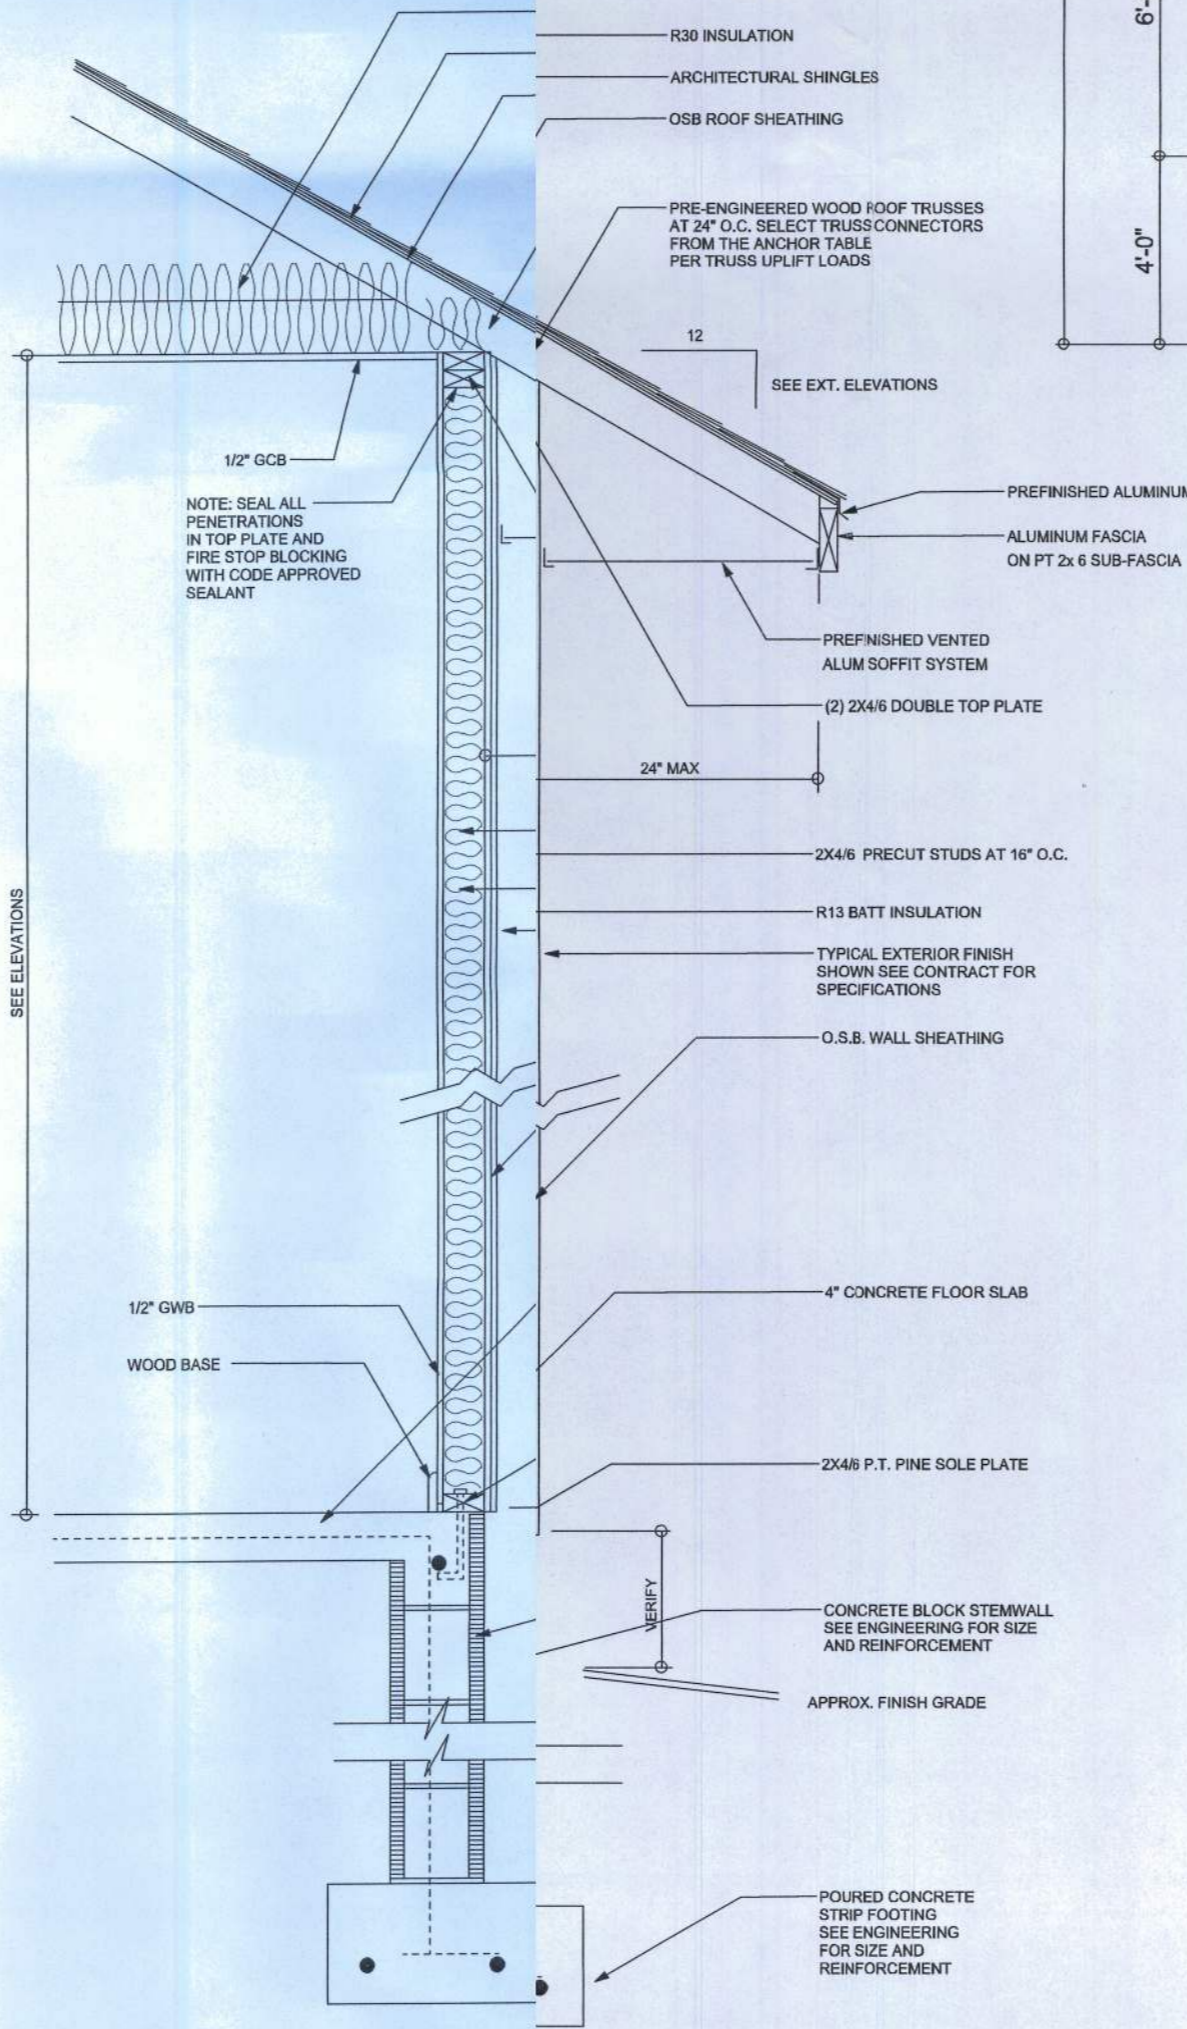 6'-
R30 INSULATION
ARCHITECTURAL SHINGLES
OSB ROOF SHEATHING
PRE-ENGINEERED WOOD ROOF TRUSSES
AT 24" O.C. SELECT TRUSS CONNECTORS
FROM THE ANCHOR TABLE
PER TRUSS UPLIFT LOADS
4'-0"
12
SEE EXT. ELEVATIONS
1/2" GCB
NOTE: SEAL ALL
PENETRATIONS
IN TOP PLATE AND
FIRE STOP BLOCKING
WITH CODE APPROVED
SEALANT
PREFINISHED ALUMINUM
ALUMINUM FASCIA
ON PT 2x 6 SUB-FASCIA
PREFINISHED VENTED
ALUM SOFFIT SYSTEM
(2) 2X4/6 DOUBLE TOP PLATE
24" MAX
2X4/6 PRECUT STUDS AT 16" O.C.
R13 BATT INSULATION
TYPICAL EXTERIOR FINISH
SHOWN SEE CONTRACT FOR
SPECIFICATIONS
SEE ELEVATIONS
O.S.B. WALL SHEATHING
4" CONCRETE FLOOR SLAB
1/2" GWB
WOOD BASE
2X4/6 P.T. PINE SOLE PLATE
VERIFY
CONCRETE BLOCK STEMWALL
SEE ENGINEERING FOR SIZE
AND REINFORCEMENT
APPROX. FINISH GRADE
POURED CONCRETE
STRIP FOOTING
SEE ENGINEERING
FOR SIZE AND
REINFORCEMENT